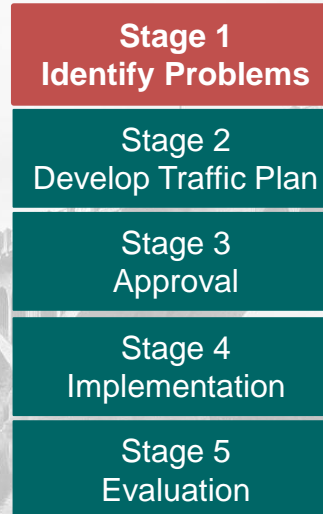 Stage 1
Identify Problems
Stage 2
Develop Traffic Plan
Stage 3
Approval
Stage 4
Implementation
Stage 5
Evaluation